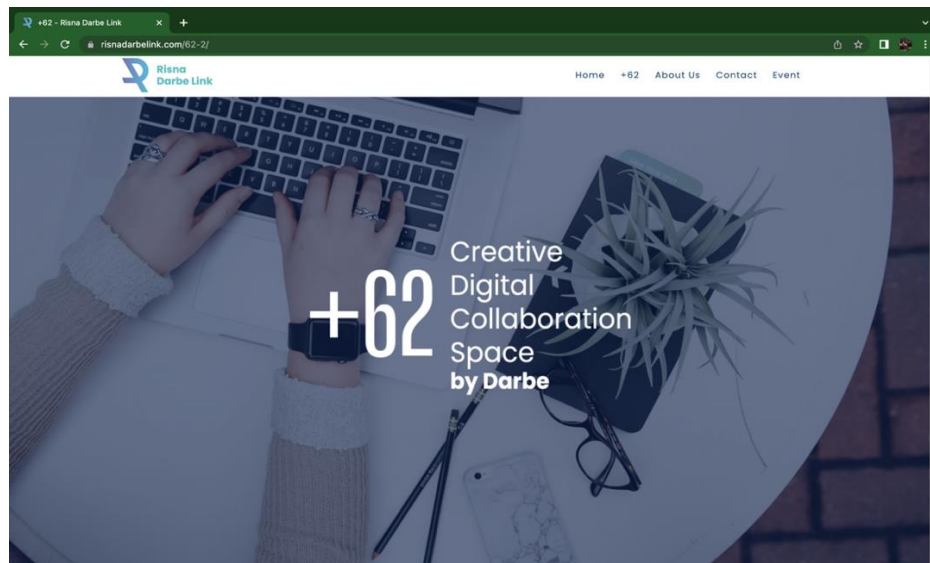 +62 - Risna Darbe Link
risnadarbelink.com/62-2/
Risna
Darbe Link
Home +62 About Us Contact Event
+62
Creative
Digital
Collaboration
Space
by Darbe